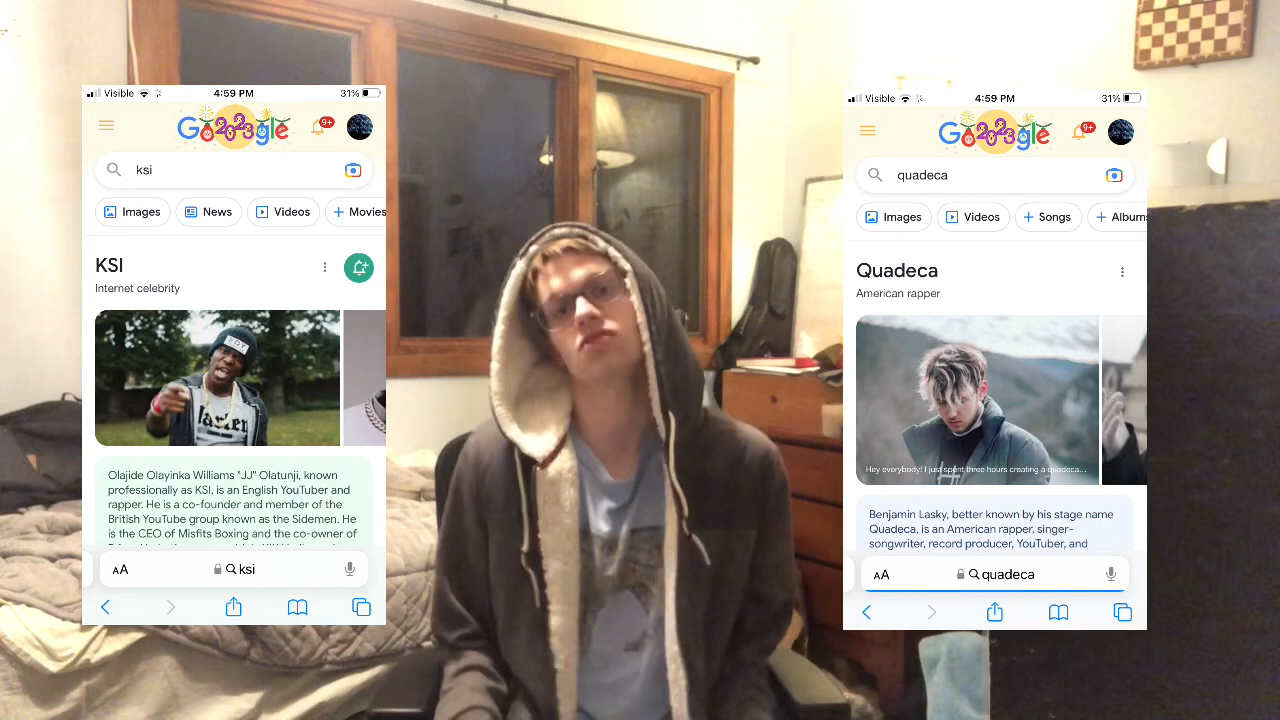 Visible
4:59 PM
31%
Go2023gle
9+
ksi
Images
News
Videos
+ Movies
KSI
Internet celebrity
Olajide Olayinka Williams "JJ" Olatunji, known
professionally as KSI, is an English YouTuber and
rapper. He is a co-founder and member of the
British YouTube group known as the Sidemen. He
is the CEO of Misfits Boxing and the co-owner of
AA
ksi
Visible
4:59 PM
31%
Go2023gle
9+
quadeca
Images
Videos
+ Songs
+ Albums
Quadeca
American rapper
Hey everybody! I just spent three hours creating a quadeca...
Benjamin Lasky, better known by his stage name
Quadeca, is an American rapper, singer-
songwriter, record producer, YouTuber, and
AA
quadeca